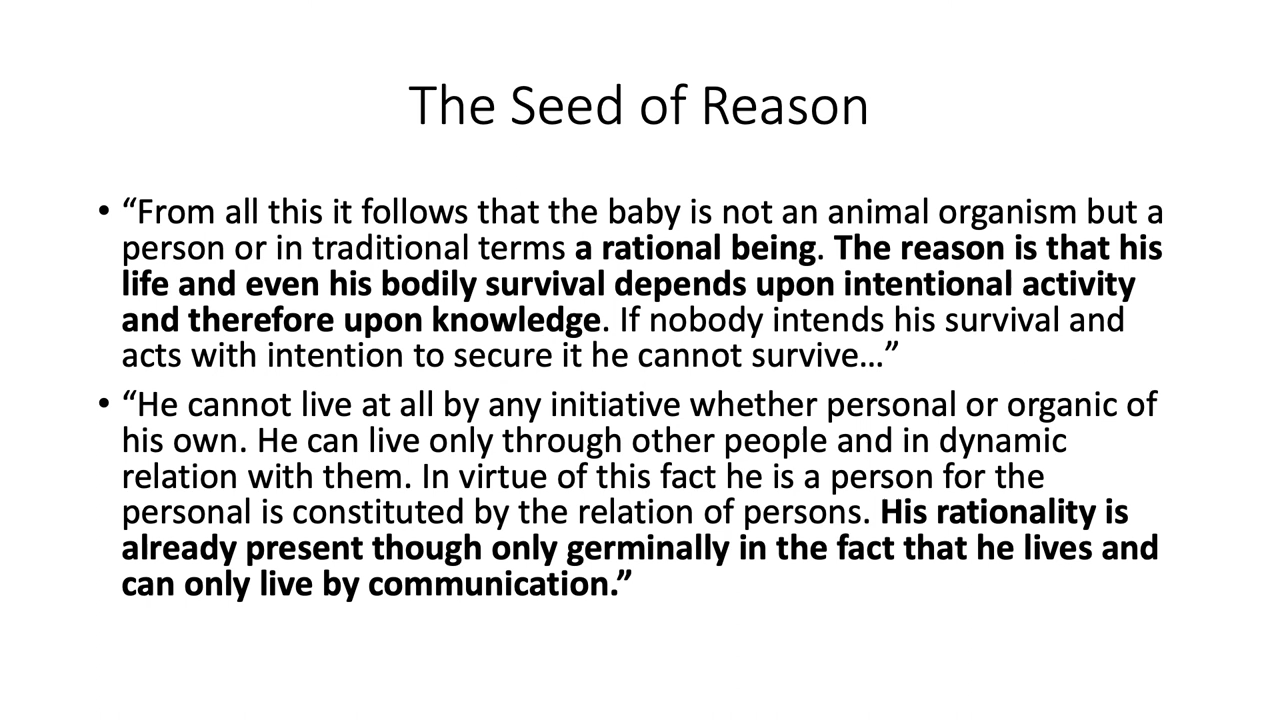 The Seed of Reason
• “From all this it follows that the baby is not an animal organism but a
person or in traditional terms a rational being. The reason is that his
life and even his bodily survival depends upon intentional activity
and therefore upon knowledge. If nobody intends his survival and
acts with intention to secure it he cannot survive…”
• “He cannot live at all by any initiative whether personal or organic of
his own. He can live only through other people and in dynamic
relation with them. In virtue of this fact he is a person for the
personal is constituted by the relation of persons. His rationality is
already present though only germinally in the fact that he lives and
can only live by communication.”